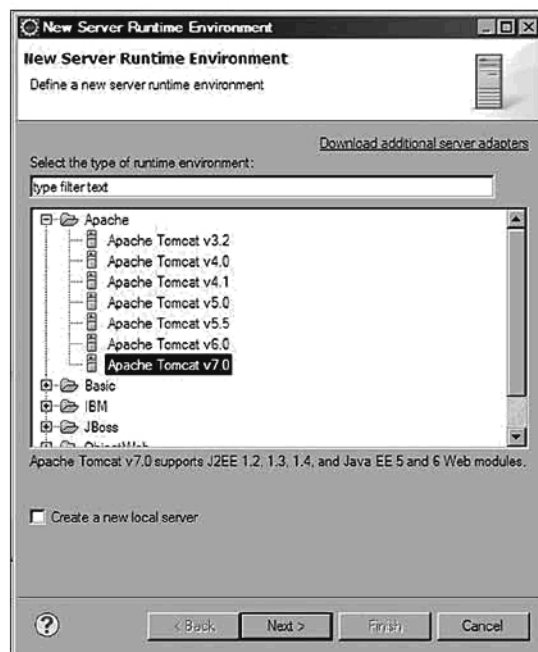 New Server Runtime Environment
New Server Runtime Environment
Define a new server runtime environment
Download additional server adapters
Select the type of runtime environment:
type filter text
Apache
Apache Tomcat v3.2
Apache Tomcat v4.0
Apache Tomcat v4.1
Apache Tomcat v5.0
Apache Tomcat v5.5
Apache Tomcat v6.0
Apache Tomcat v7.0
Basic
IBM
JBoss
ObjectWeb
Apache Tomcat v7.0 supports J2EE 1.2, 1.3, 1.4, and Java EE 5 and 6 Web modules.
Create a new local server
< Back Next > Finish Cancel